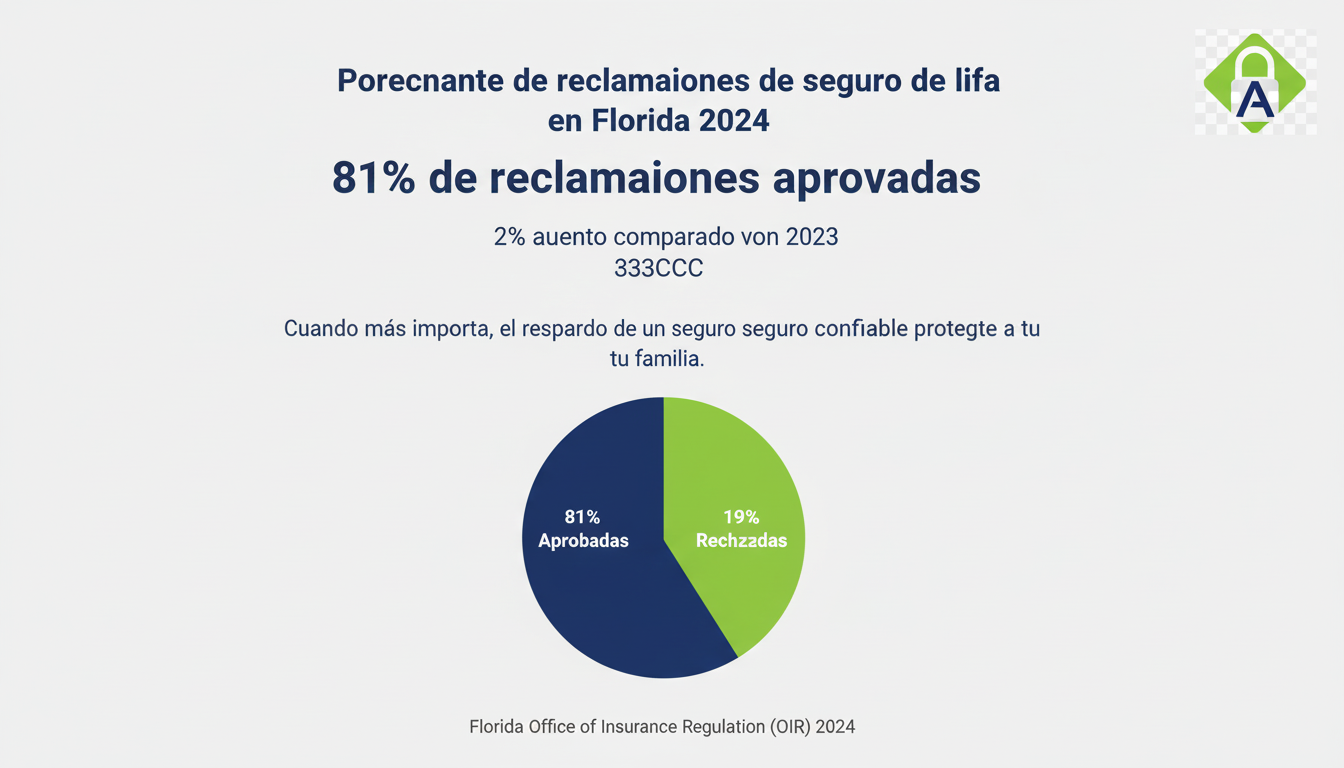 Porecnante de reclamaiones de seguro de lifa
en Florida 2024
81% de reclamaiones aprovadas
2% auento comparado von 2023
333CCC
Cuando más importa, el respardo de un seguro seguro confiable protegte a tu
tu familia.
81%
Aprobadas
19%
Rechzzdas
Florida Office of Insurance Regulation (OIR) 2024
A